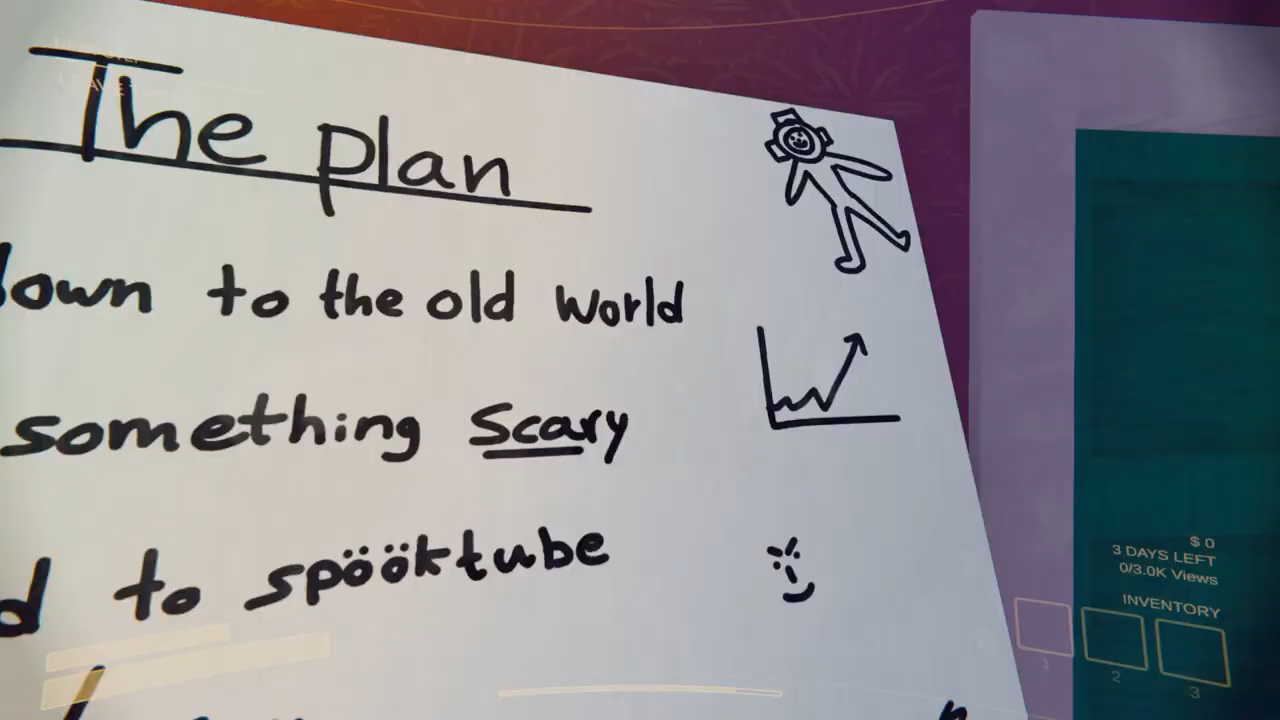 The plan
down to the old world
something scary
d to spööktube
$ 0
3 DAYS LEFT
0/3.0K Views
INVENTORY
1
2
3